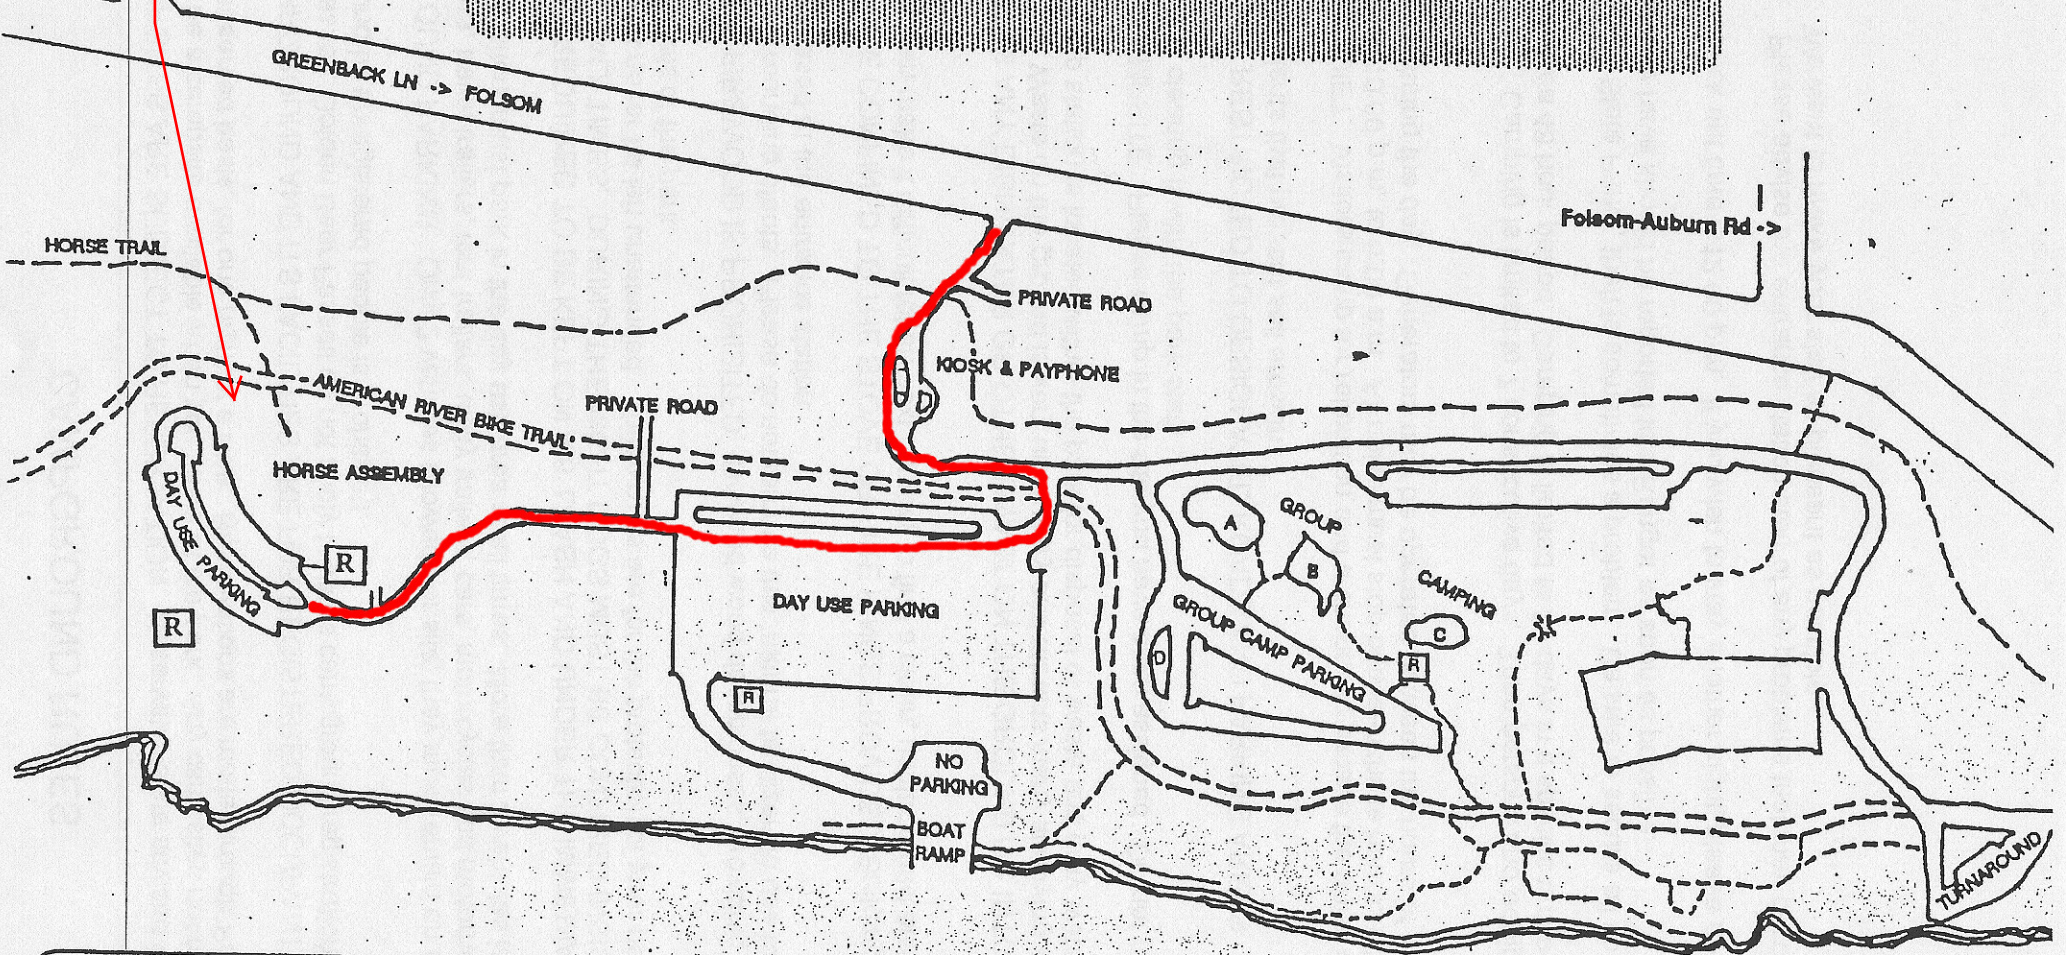 GREENBACK LN -> FOLSOM
Folsom-Auburn Rd ->
HORSE TRAIL
PRIVATE ROAD
KIOSK & PAYPHONE
AMERICAN RIVER BIKE TRAIL
PRIVATE ROAD
HORSE ASSEMBLY
DAY USE PARKING
R
R
DAY USE PARKING
R
NO
PARKING
BOAT
RAMP
A
GROUP
B
CAMPING
C
GROUP CAMP PARKING
D
R
TURNAROUND